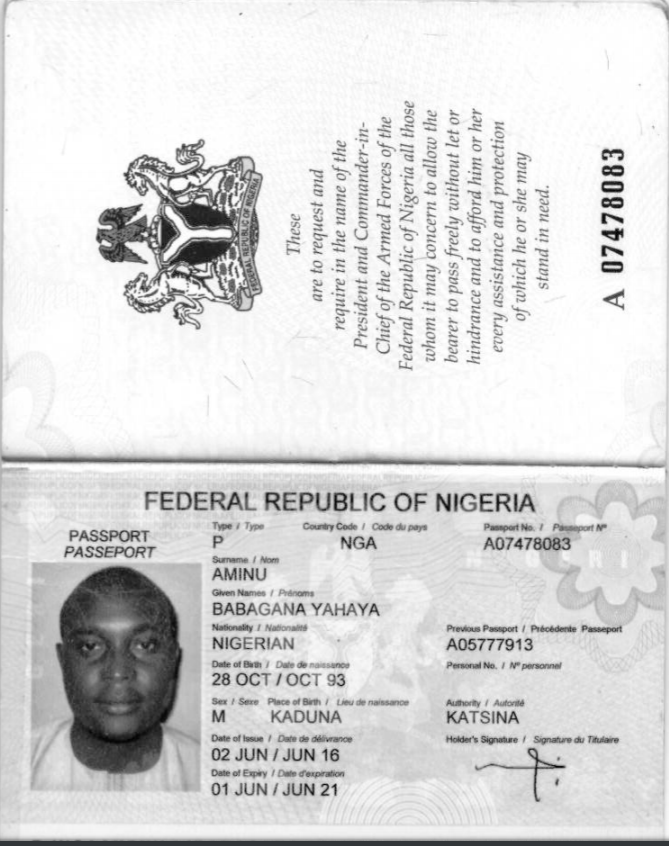 FEDERAL REPUBLIC OF NIGERIA
These
are to request and
require in the name of the
President and Commander-in-
Chief of the Armed Forces of the
Federal Republic of Nigeria all those
whom it may concern to allow the
bearer to pass freely without let or
hindrance and to afford him or her
every assistance and protection
of which he or she may
stand in need.
A 07478083
FEDERAL REPUBLIC OF NIGERIA
PASSPORT
PASSEPORT
Type / Type Country Code / Code du pays Passport No. / Passeport Nº
P NGA A07478083
Surname / Nom
AMINU
Given Names / Prénoms
BABAGANA YAHAYA
Nationality / Nationalité Previous Passport / Précédente Passeport
NIGERIAN A05777913
Date of Birth / Date de naissance Personal No. / Nº personnel
28 OCT / OCT 93
Sex / Sexe Place of Birth / Lieu de naissance Authority / Autorité
M KADUNA KATSINA
Date of Issue / Date de délivrance Holder's Signature / Signature du Titulaire
02 JUN / JUN 16
Date of Expiry / Date d'expiration
01 JUN / JUN 21